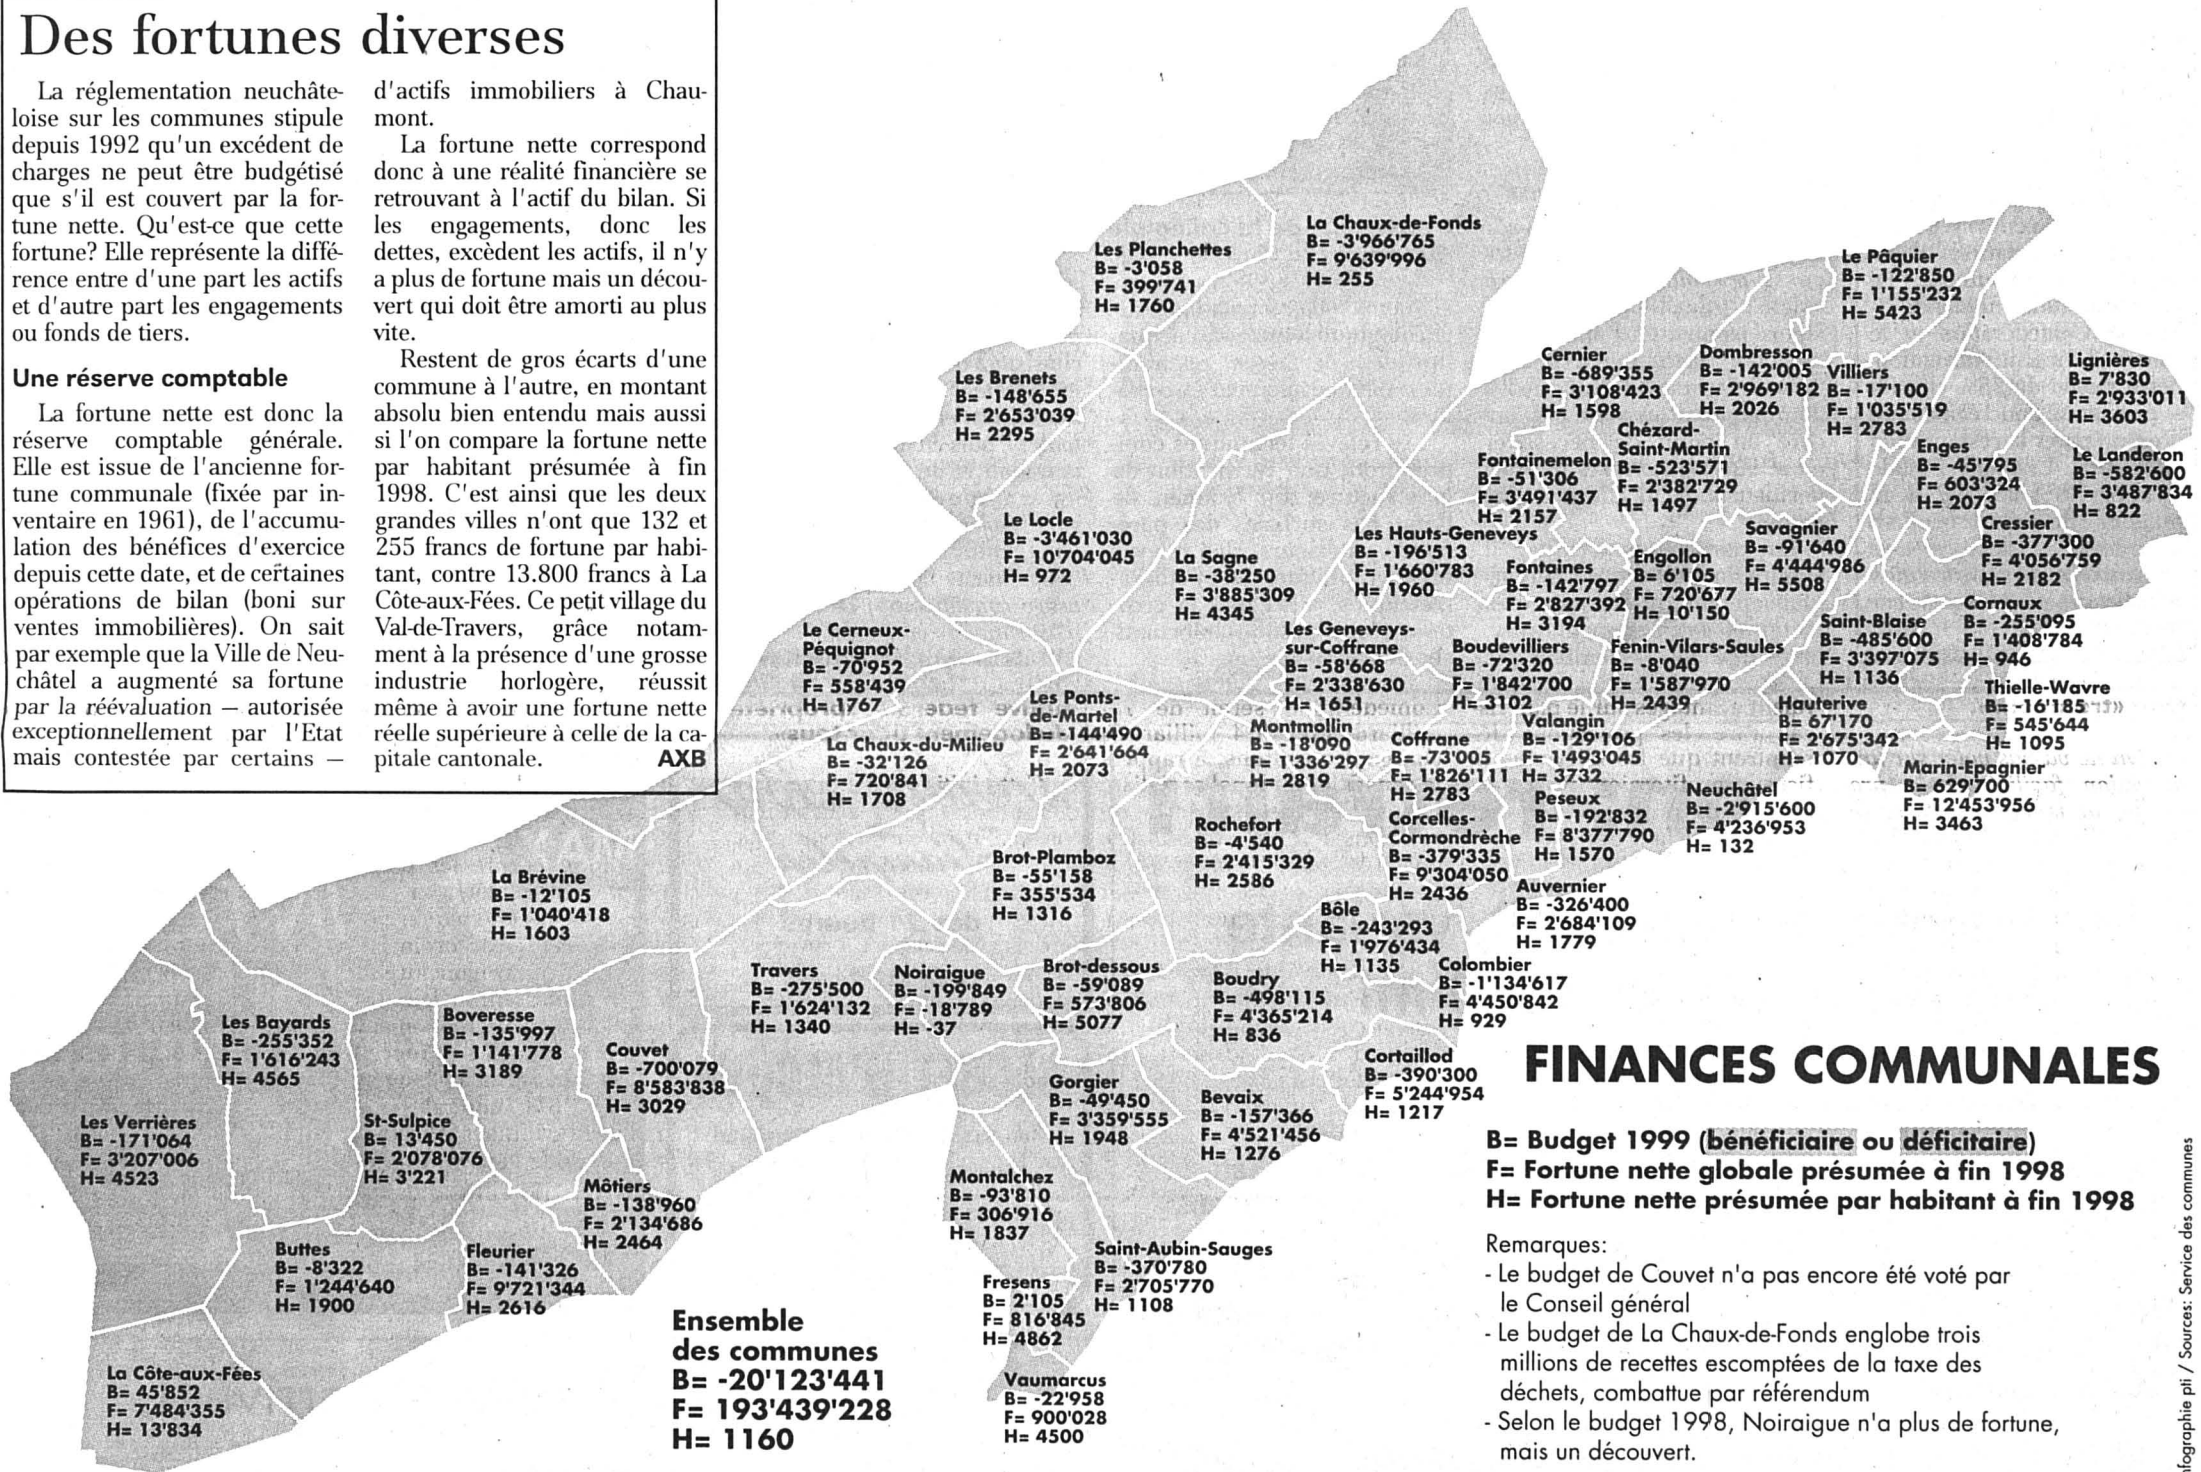 Des fortunes diverses
La réglementation neuchâte-
loise sur les communes stipule
depuis 1992 qu'un excédent de
charges ne peut être budgétisé
que s'il est couvert par la for-
tune nette. Qu'est-ce que cette
fortune? Elle représente la diffé-
rence entre d'une part les actifs
et d'autre part les engagements
ou fonds de tiers.
Une réserve comptable
La fortune nette est donc la
réserve comptable générale.
Elle est issue de l'ancienne for-
tune communale (fixée par in-
ventaire en 1961), de l'accumu-
lation des bénéfices d'exercice
depuis cette date, et de certaines
opérations de bilan (boni sur
ventes immobilières). On sait
par exemple que la Ville de Neu-
châtel a augmenté sa fortune
par la réévaluation – autorisée
exceptionnellement par l'Etat
mais contestée par certains –
d'actifs immobiliers à Chau-
mont.
La fortune nette correspond
donc à une réalité financière se
retrouvant à l'actif du bilan. Si
les engagements, donc les
dettes, excèdent les actifs, il n'y
a plus de fortune mais un décou-
vert qui doit être amorti au plus
vite.
Restent de gros écarts d'une
commune à l'autre, en montant
absolu bien entendu mais aussi
si l'on compare la fortune nette
par habitant présumée à fin
1998. C'est ainsi que les deux
grandes villes n'ont que 132 et
255 francs de fortune par habi-
tant, contre 13.800 francs à La
Côte-aux-Fées. Ce petit village du
Val-de-Travers, grâce notam-
ment à la présence d'une grosse
industrie horlogère, réussit
même à avoir une fortune nette
réelle supérieure à celle de la ca-
pitale cantonale. AXB
La Chaux-de-Fonds
B= -3'966'765
F= 9'639'996
H= 255
Les Planchettes
B= -3'058
F= 399'741
H= 1760
Le Pâquier
B= -122'850
F= 1'155'232
H= 5423
Les Brenets
B= -148'655
F= 2'653'039
H= 2295
Cernier
B= -689'355
F= 3'108'423
H= 1598
Dombresson
B= -142'005
F= 2'969'182
H= 2026
Villiers
B= -17'100
F= 1'035'519
H= 2783
Lignières
B= 7'830
F= 2'933'011
H= 3603
Chézard-
Saint-Martin
B= -523'571
F= 2'382'729
H= 1497
Fontainemelon
B= -51'306
F= 3'491'437
H= 2157
Enges
B= -45'795
F= 603'324
H= 2073
Le Landeron
B= -582'600
F= 3'487'834
H= 822
Le Locle
B= -3'461'030
F= 10'704'045
H= 972
La Sagne
B= -38'250
F= 3'885'309
H= 4345
Les Hauts-Geneveys
B= -196'513
F= 1'660'783
H= 1960
Fontaines
B= -142'797
F= 2'827'392
H= 3194
Engollon
B= 6'105
F= 720'677
H= 10'150
Savagnier
B= -91'640
F= 4'444'986
H= 5508
Cressier
B= -377'300
F= 4'056'759
H= 2182
Cornaux
B= -255'095
F= 1'408'784
H= 946
Le Cerneux-
Péquignot
B= -70'952
F= 558'439
H= 1767
Les Geneveys-
sur-Coffrane
B= -58'668
F= 2'338'630
H= 1651
Boudevilliers
B= -72'320
F= 1'842'700
H= 3102
Fenin-Vilars-Saules
B= -8'040
F= 1'587'970
H= 2439
Saint-Blaise
B= -485'600
F= 3'397'075
H= 1136
Thielle-Wavre
B= -16'185
F= 545'644
H= 1095
Les Ponts-
de-Martel
B= -144'490
F= 2'641'664
H= 2073
La Chaux-du-Milieu
B= -32'126
F= 720'841
H= 1708
Montmollin
B= -18'090
F= 1'336'297
H= 2819
Coffrane
B= -73'005
F= 1'826'111
H= 2783
Valangin
B= -129'106
F= 1'493'045
H= 3732
Hauterive
B= 67'170
F= 2'675'342
H= 1070
Marin-Epagnier
B= 629'700
F= 12'453'956
H= 3463
Neuchâtel
B= -2'915'600
F= 4'236'953
H= 132
Peseux
B= -192'832
F= 8'377'790
H= 1570
Corcelles-
Cormondrèche
B= -379'335
F= 9'304'050
H= 2436
Rochefort
B= -4'540
F= 2'415'329
H= 2586
Brot-Plamboz
B= -55'158
F= 355'534
H= 1316
La Brévine
B= -12'105
F= 1'040'418
H= 1603
Auvernier
B= -326'400
F= 2'684'109
H= 1779
Bôle
B= -243'293
F= 1'976'434
H= 1135
Colombier
B= -1'134'617
F= 4'450'842
H= 929
Travers
B= -275'500
F= 1'624'132
H= 1340
Noiraigue
B= -199'849
F= -18'789
H= -37
Brot-dessous
B= -59'089
F= 573'806
H= 5077
Boudry
B= -498'115
F= 4'365'214
H= 836
Les Bayards
B= -255'352
F= 1'616'243
H= 4565
Boveresse
B= -135'997
F= 1'141'778
H= 3189
Couvet
B= -700'079
F= 8'583'838
H= 3029
Cortaillod
B= -390'300
F= 5'244'954
H= 1217
Gorgier
B= -49'450
F= 3'359'555
H= 1948
Bevaix
B= -157'366
F= 4'521'456
H= 1276
Les Verrières
B= -171'064
F= 3'207'006
H= 4523
St-Sulpice
B= 13'450
F= 2'078'076
H= 3'221
Môtiers
B= -138'960
F= 2'134'686
H= 2464
Montalchez
B= -93'810
F= 306'916
H= 1837
Buttes
B= -8'322
F= 1'244'640
H= 1900
Fleurier
B= -141'326
F= 9'721'344
H= 2616
Saint-Aubin-Sauges
B= -370'780
F= 2'705'770
H= 1108
Fresens
B= 2'105
F= 816'845
H= 4862
La Côte-aux-Fées
B= 45'852
F= 7'484'355
H= 13'834
Vaumarcus
B= -22'958
F= 900'028
H= 4500
Ensemble
des communes
B= -20'123'441
F= 193'439'228
H= 1160
FINANCES COMMUNALES
B= Budget 1999 (bénéficiaire ou déficitaire)
F= Fortune nette globale présumée à fin 1998
H= Fortune nette présumée par habitant à fin 1998
Remarques:
- Le budget de Couvet n'a pas encore été voté par
le Conseil général
- Le budget de La Chaux-de-Fonds englobe trois
millions de recettes escomptées de la taxe des
déchets, combattue par référendum
- Selon le budget 1998, Noiraigue n'a plus de fortune,
mais un découvert.
Infographie pti / Sources: Service des communes